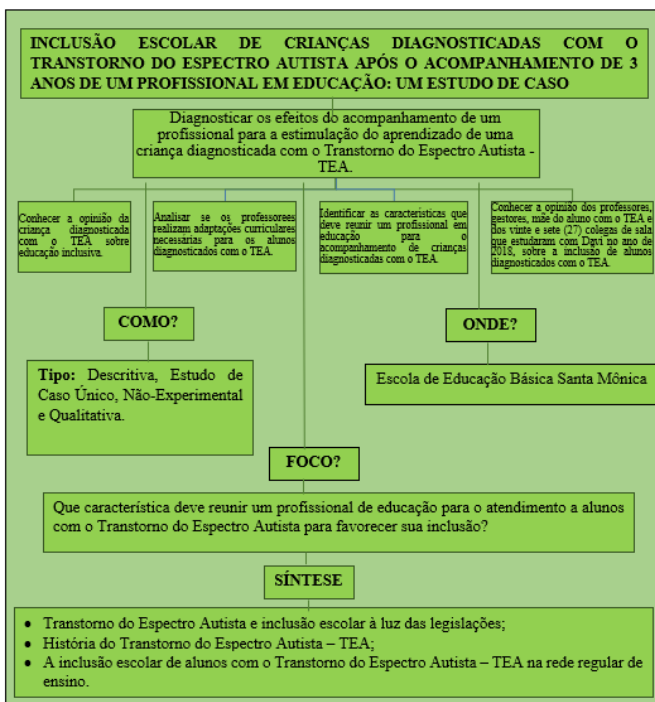 INCLUSÃO ESCOLAR DE CRIANÇAS DIAGNOSTICADAS COM O
TRANSTORNO DO ESPECTRO AUTISTA APÓS O ACOMPANHAMENTO DE 3
ANOS DE UM PROFISSIONAL EM EDUCAÇÃO: UM ESTUDO DE CASO
Diagnosticar os efeitos do acompanhamento de um
profissional para a estimulação do aprendizado de uma
criança diagnosticada com o Transtorno do Espectro Autista -
TEA.
Conhecer a opinião da
criança diagnosticada
com o TEA sobre
educação inclusiva.
Analisar se os professorees
realizam adaptações curriculares
necessárias para os alunos
diagnosticados com o TEA.
Identificar as características que
deve reunir um profissional em
educação para o
acompanhamento de crianças
diagnosticadas com o TEA.
Conhecer a opinião dos professores,
gestores, mãe do aluno com o TEA e
dos vinte e sete (27) colegas de sala
que estudaram com Davi no ano de
2018, sobre a inclusão de alunos
diagnosticados com o TEA.
COMO?
ONDE?
Tipo: Descritiva, Estudo de
Caso Único, Não-Experimental
e Qualitativa.
Escola de Educação Básica Santa Mônica
FOCO?
Que característica deve reunir um profissional de educação para o atendimento a alunos
com o Transtorno do Espectro Autista para favorecer sua inclusão?
SÍNTESE
• Transtorno do Espectro Autista e inclusão escolar à luz das legislações;
• História do Transtorno do Espectro Autista – TEA;
• A inclusão escolar de alunos com o Transtorno do Espectro Autista – TEA na rede regular de
ensino.